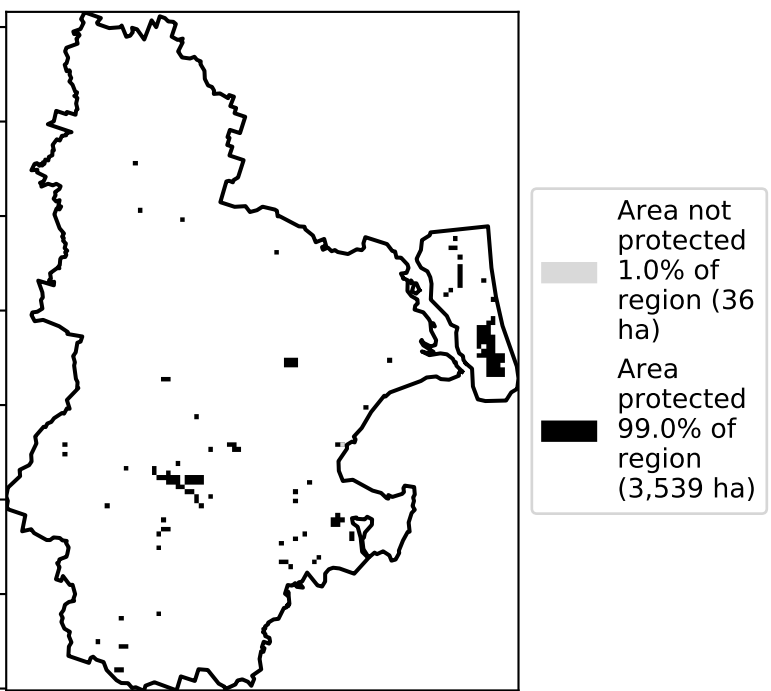 Area not
protected
1.0% of
region (36
ha)
Area
protected
99.0% of
region
(3,539 ha)